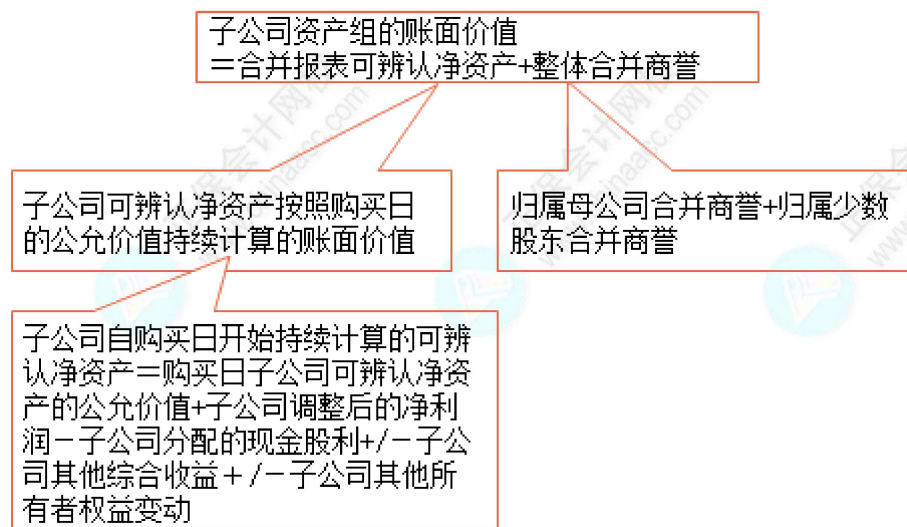 子公司资产组的账面价值
＝合并报表可辨认净资产+整体合并商誉
子公司可辨认净资产按照购买日
的公允价值持续计算的账面价值
归属母公司合并商誉+归属少数
股东合并商誉
子公司自购买日开始持续计算的可辨
认净资产＝购买日子公司可辨认净资
产的公允价值+子公司调整后的净利
润－子公司分配的现金股利+/－子公
司其他综合收益＋/－子公司其他所
有者权益变动